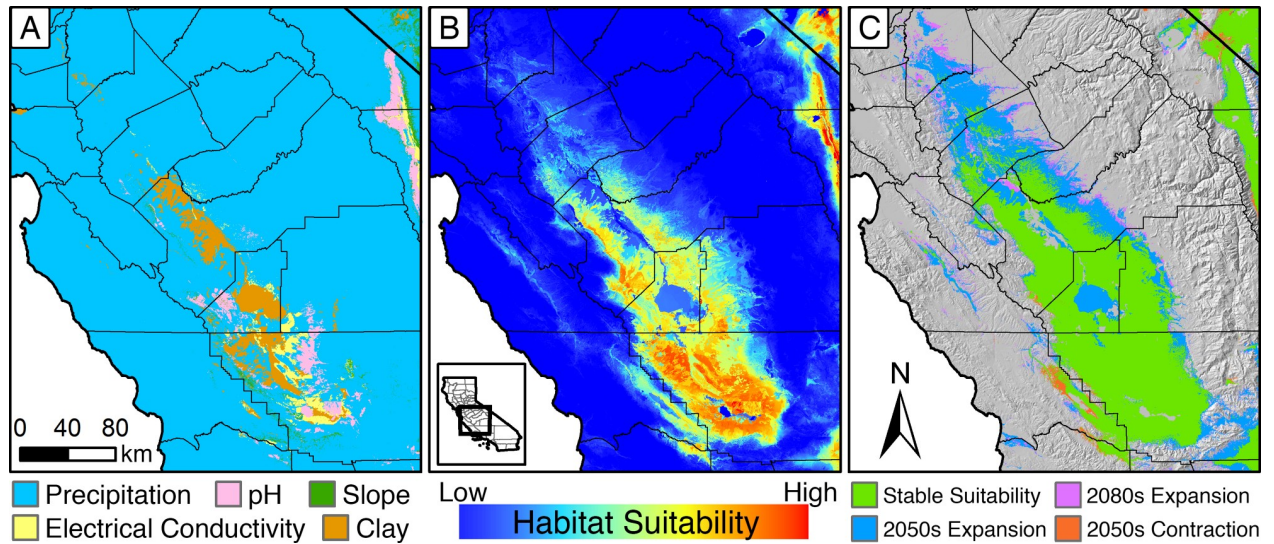 A
B
C
N
0 40 80
km
Precipitation pH Slope
Electrical Conductivity Clay
Low High
Habitat Suitability
Stable Suitability 2080s Expansion
2050s Expansion 2050s Contraction